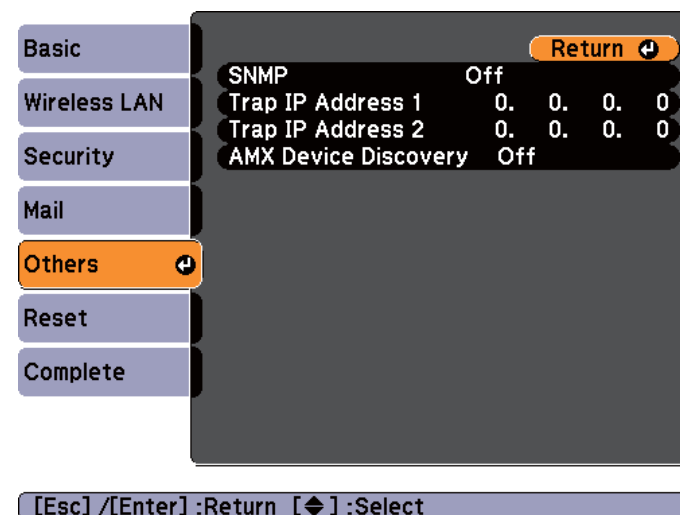 Basic
Wireless LAN
Security
Mail
Others
Reset
Complete
Return
SNMP Off
Trap IP Address 1 0. 0. 0. 0
Trap IP Address 2 0. 0. 0. 0
AMX Device Discovery Off
[Esc] /[Enter] :Return [◆] :Select